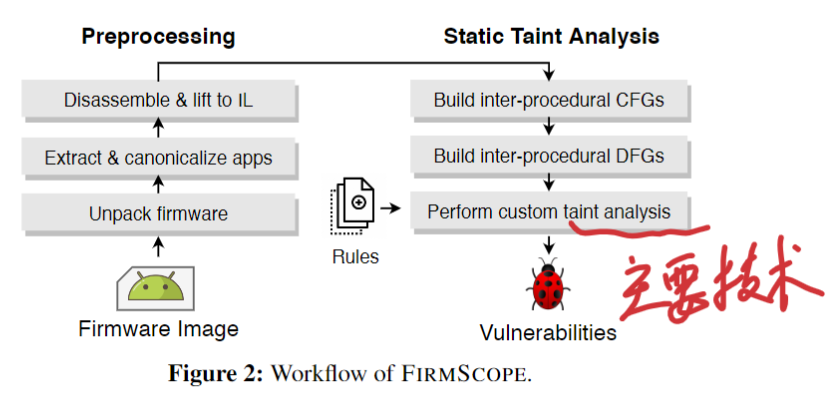 Preprocessing
Static Taint Analysis
Disassemble & lift to IL
Build inter-procedural CFGs
Extract & canonicalize apps
Build inter-procedural DFGs
Unpack firmware
Perform custom taint analysis
Rules
主要技术
Firmware Image
Vulnerabilities
Figure 2: Workflow of FIRMSCOPE.